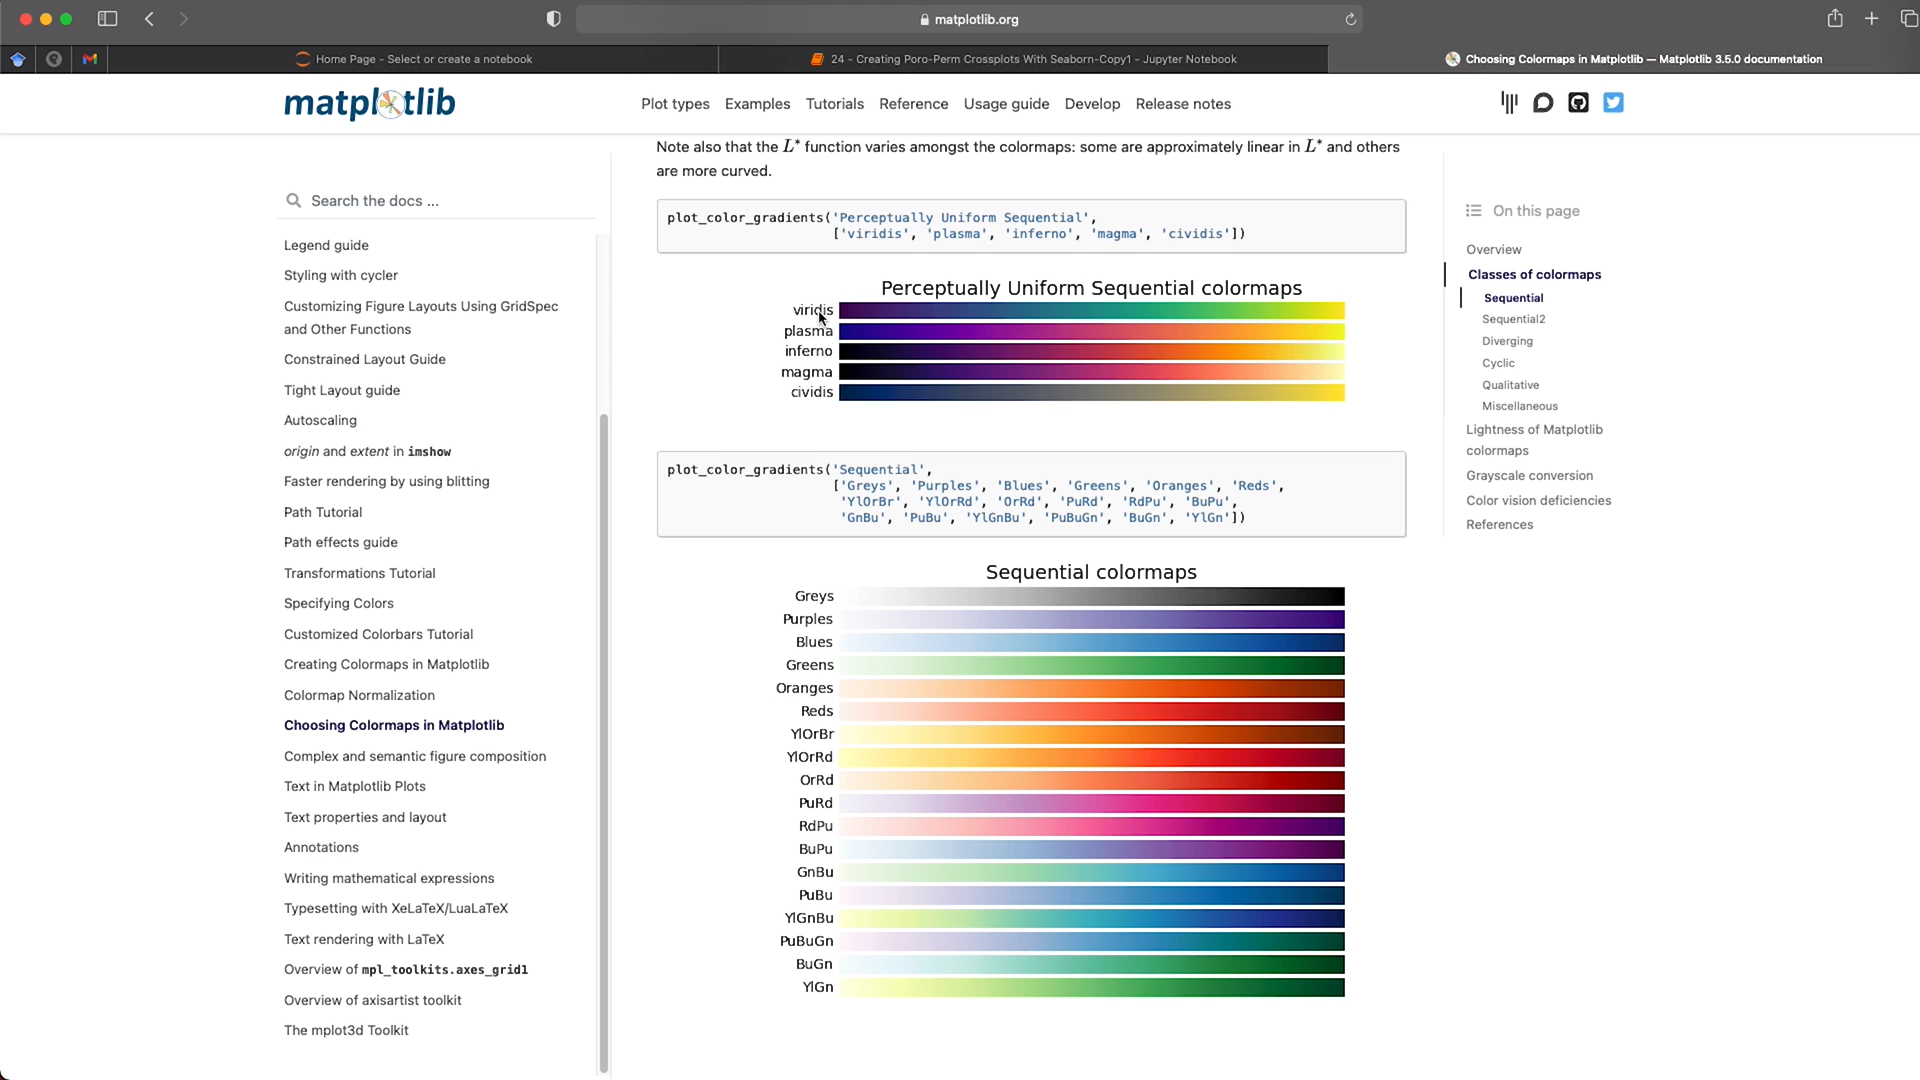 matplotlib.org
Home Page - Select or create a notebook
24 - Creating Poro-Perm Crossplots With Seaborn-Copy1 - Jupyter Notebook
Choosing Colormaps in Matplotlib — Matplotlib 3.5.0 documentation
matplotlib
Plot types
Examples
Tutorials
Reference
Usage guide
Develop
Release notes
Search the docs ...
Legend guide
Styling with cycler
Customizing Figure Layouts Using GridSpec
and Other Functions
Constrained Layout Guide
Tight Layout guide
Autoscaling
origin and extent in imshow
Faster rendering by using blitting
Path Tutorial
Path effects guide
Transformations Tutorial
Specifying Colors
Customized Colorbars Tutorial
Creating Colormaps in Matplotlib
Colormap Normalization
Choosing Colormaps in Matplotlib
Complex and semantic figure composition
Text in Matplotlib Plots
Text properties and layout
Annotations
Writing mathematical expressions
Typesetting with XeLaTeX/LuaLaTeX
Text rendering with LaTeX
Overview of mpl_toolkits.axes_grid1
Overview of axisartist toolkit
The mplot3d Toolkit
Note also that the L* function varies amongst the colormaps: some are approximately linear in L* and others
are more curved.
plot_color_gradients('Perceptually Uniform Sequential',
['viridis', 'plasma', 'inferno', 'magma', 'cividis'])
Perceptually Uniform Sequential colormaps
viridis
plasma
inferno
magma
cividis
plot_color_gradients('Sequential',
['Greys', 'Purples', 'Blues', 'Greens', 'Oranges', 'Reds',
'YlOrBr', 'YlOrRd', 'OrRd', 'PuRd', 'RdPu', 'BuPu',
'GnBu', 'PuBu', 'YlGnBu', 'PuBuGn', 'BuGn', 'YlGn'])
Sequential colormaps
Greys
Purples
Blues
Greens
Oranges
Reds
YlOrBr
YlOrRd
OrRd
PuRd
RdPu
BuPu
GnBu
PuBu
YlGnBu
PuBuGn
BuGn
YlGn
On this page
Overview
Classes of colormaps
Sequential
Sequential2
Diverging
Cyclic
Qualitative
Miscellaneous
Lightness of Matplotlib
colormaps
Grayscale conversion
Color vision deficiencies
References